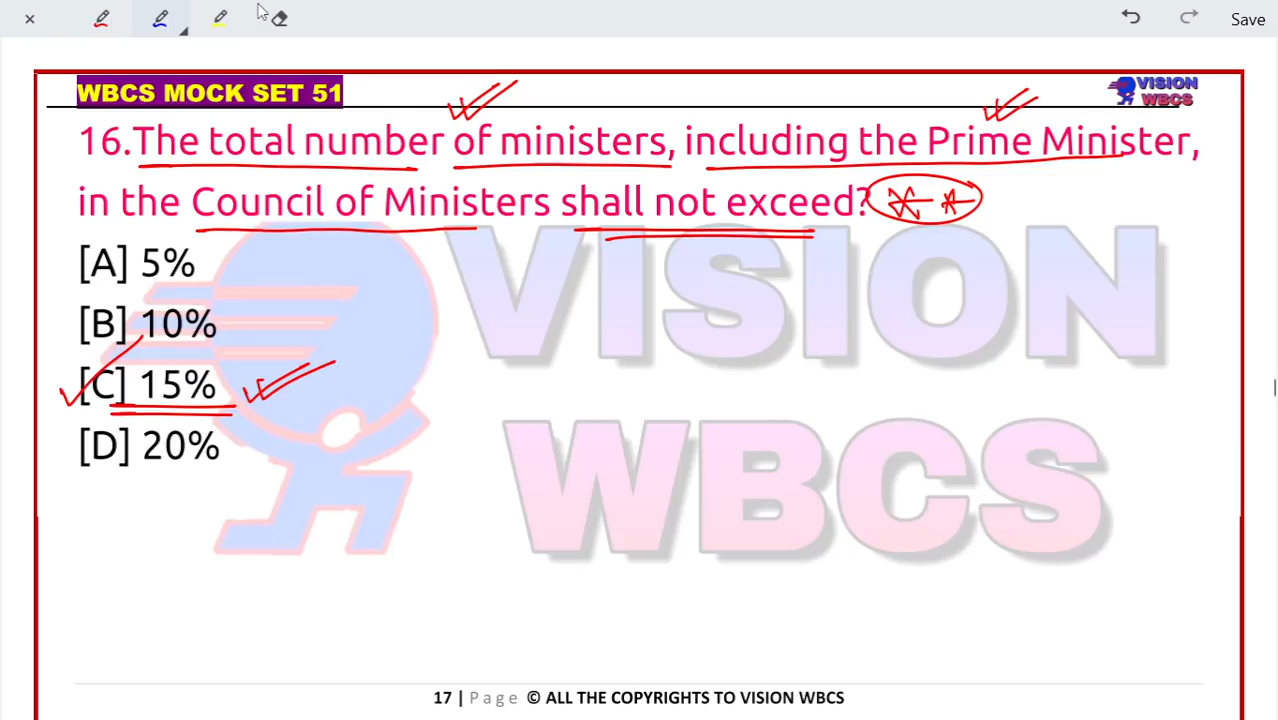 Save
WBCS MOCK SET 51
VISION
WBCS
16.The total number of ministers, including the Prime Minister,
in the Council of Ministers shall not exceed?
[A] 5%
[B] 10%
[C] 15%
[D] 20%
VISION
WBCS
17 | Page © ALL THE COPYRIGHTS TO VISION WBCS